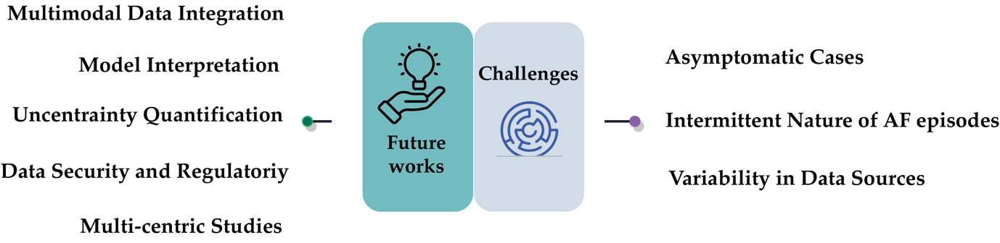 Multimodal Data Integration
Model Interpretation
Uncentrainty Quantification
Data Security and Regulatoriy
Multi-centric Studies
Future
works
Challenges
Asymptomatic Cases
Intermittent Nature of AF episodes
Variability in Data Sources